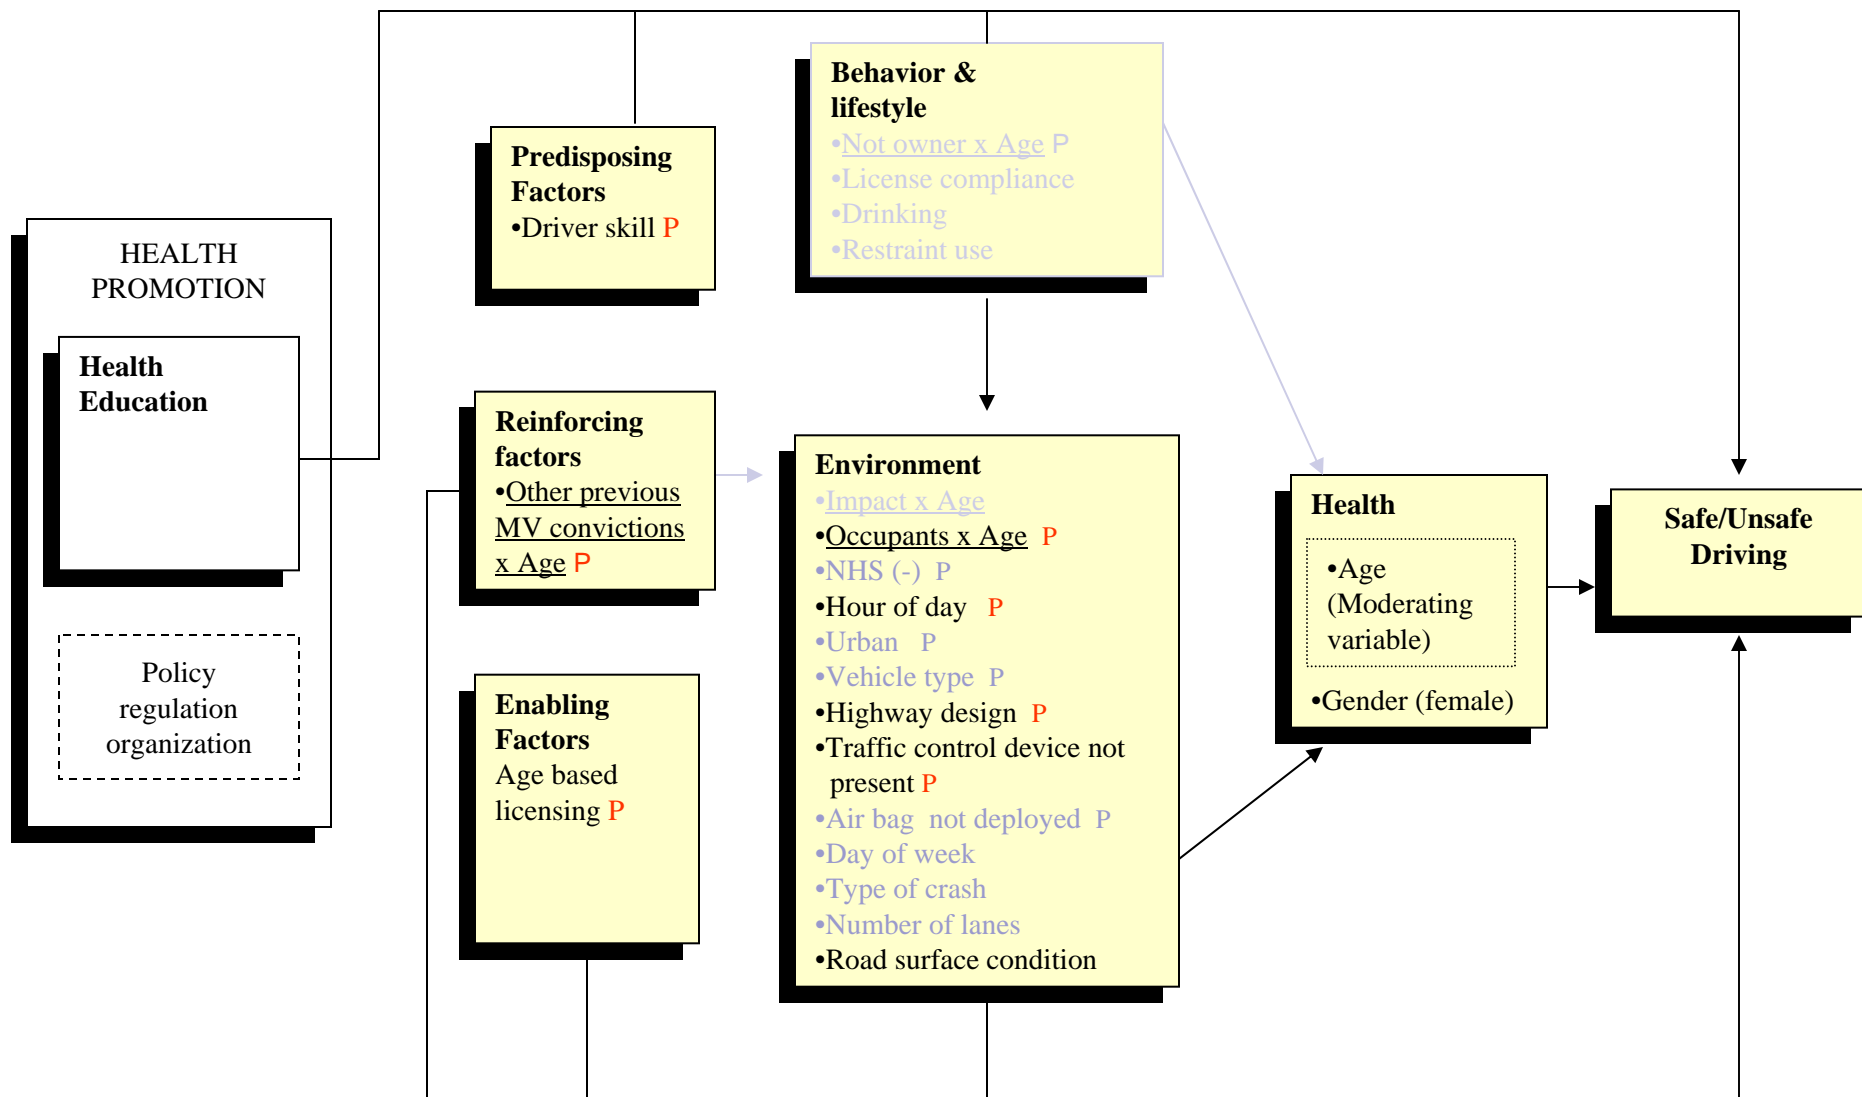 HEALTH
PROMOTION
Health
Education
Policy
regulation
organization
Predisposing
Factors
•Driver skill P
Reinforcing
factors
•Other previous
MV convictions
x Age P
Enabling
Factors
Age based
licensing P
Behavior &
lifestyle
•Not owner x Age P
•License compliance
•Drinking
•Restraint use
Environment
•Impact x Age
•Occupants x Age P
•NHS (-) P
•Hour of day P
•Urban P
•Vehicle type P
•Highway design P
•Traffic control device not
present P
•Air bag not deployed P
•Day of week
•Type of crash
•Number of lanes
•Road surface condition
Health
•Age
(Moderating
variable)
•Gender (female)
Safe/Unsafe
Driving